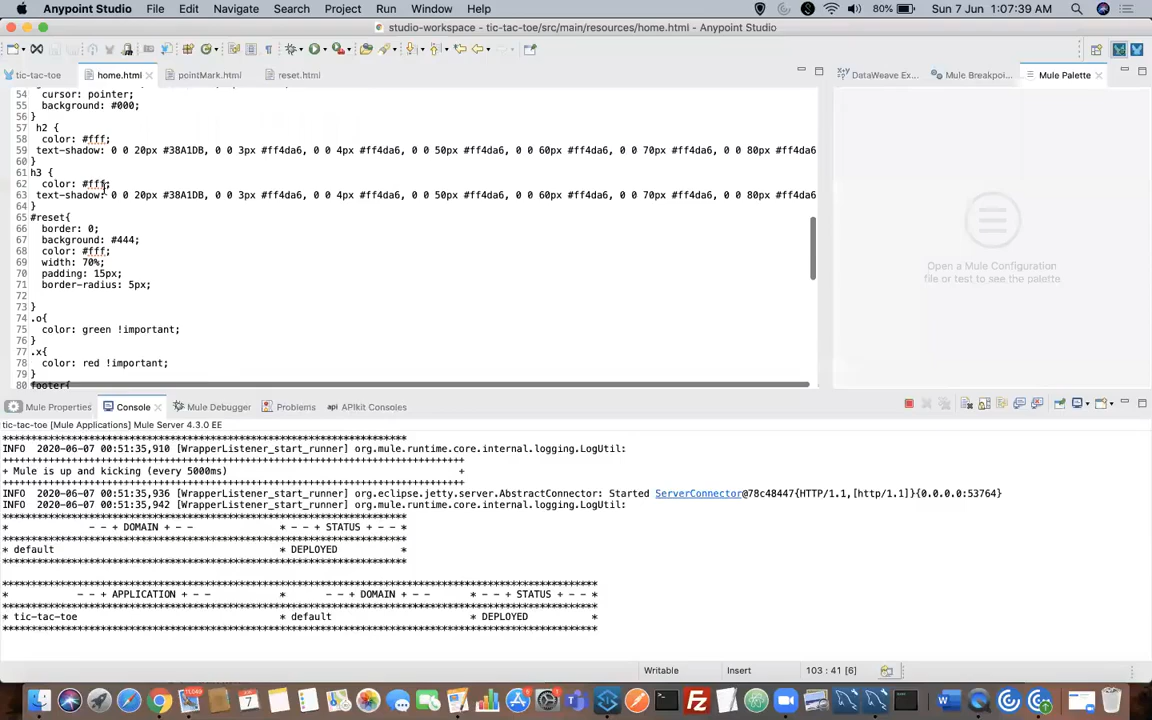 Anypoint Studio File Edit Navigate Search Project Run Window Help 80% Sun 7 Jun 1:07:39 AM
studio-workspace - tic-tac-toe/src/main/resources/home.html - Anypoint Studio
tic-tac-toe home.html pointMark.html reset.html DataWeave Ex... Mule Breakpoi... Mule Palette
54 cursor: pointer;
55 background: #000;
56 }
57 h2 {
58 color: #fff;
59 text-shadow: 0 0 20px #38A1DB, 0 0 3px #ff4da6, 0 0 4px #ff4da6, 0 0 50px #ff4da6, 0 0 60px #ff4da6, 0 0 70px #ff4da6, 0 0 80px #ff4da6
60 }
61 h3 {
62 color: #fff;
63 text-shadow: 0 0 20px #38A1DB, 0 0 3px #ff4da6, 0 0 4px #ff4da6, 0 0 50px #ff4da6, 0 0 60px #ff4da6, 0 0 70px #ff4da6, 0 0 80px #ff4da6
64 }
65 #reset{
66 border: 0;
67 background: #444;
68 color: #fff;
69 width: 70%;
70 padding: 15px;
71 border-radius: 5px;
72
73 }
74 .o{
75 color: green !important;
76 }
77 .x{
78 color: red !important;
79 }
80 footer{
Open a Mule Configuration
file or test to see the palette
Mule Properties Console Mule Debugger Problems api APIkit Consoles
tic-tac-toe [Mule Applications] Mule Server 4.3.0 EE
**********************************************************************
INFO 2020-06-07 00:51:35,910 [WrapperListener_start_runner] org.mule.runtime.core.internal.logging.LogUtil:
++++++++++++++++++++++++++++++++++++++++++++++++++++++++++++++++++++++++++++++++
+ Mule is up and kicking (every 5000ms) +
++++++++++++++++++++++++++++++++++++++++++++++++++++++++++++++++++++++++++++++++
INFO 2020-06-07 00:51:35,936 [WrapperListener_start_runner] org.eclipse.jetty.server.AbstractConnector: Started ServerConnector@78c48447{HTTP/1.1,[http/1.1]}{0.0.0.0:53764}
INFO 2020-06-07 00:51:35,942 [WrapperListener_start_runner] org.mule.runtime.core.internal.logging.LogUtil:
**********************************************************************
* - - + DOMAIN + - - * - - + STATUS + - - *
**********************************************************************
* default * DEPLOYED *
**********************************************************************
*******************************************************************************************************
* - - + APPLICATION + - - * - - + DOMAIN + - - * - - + STATUS + - - *
*******************************************************************************************************
* tic-tac-toe * default * DEPLOYED *
*******************************************************************************************************
Writable Insert 103 : 41 [6]